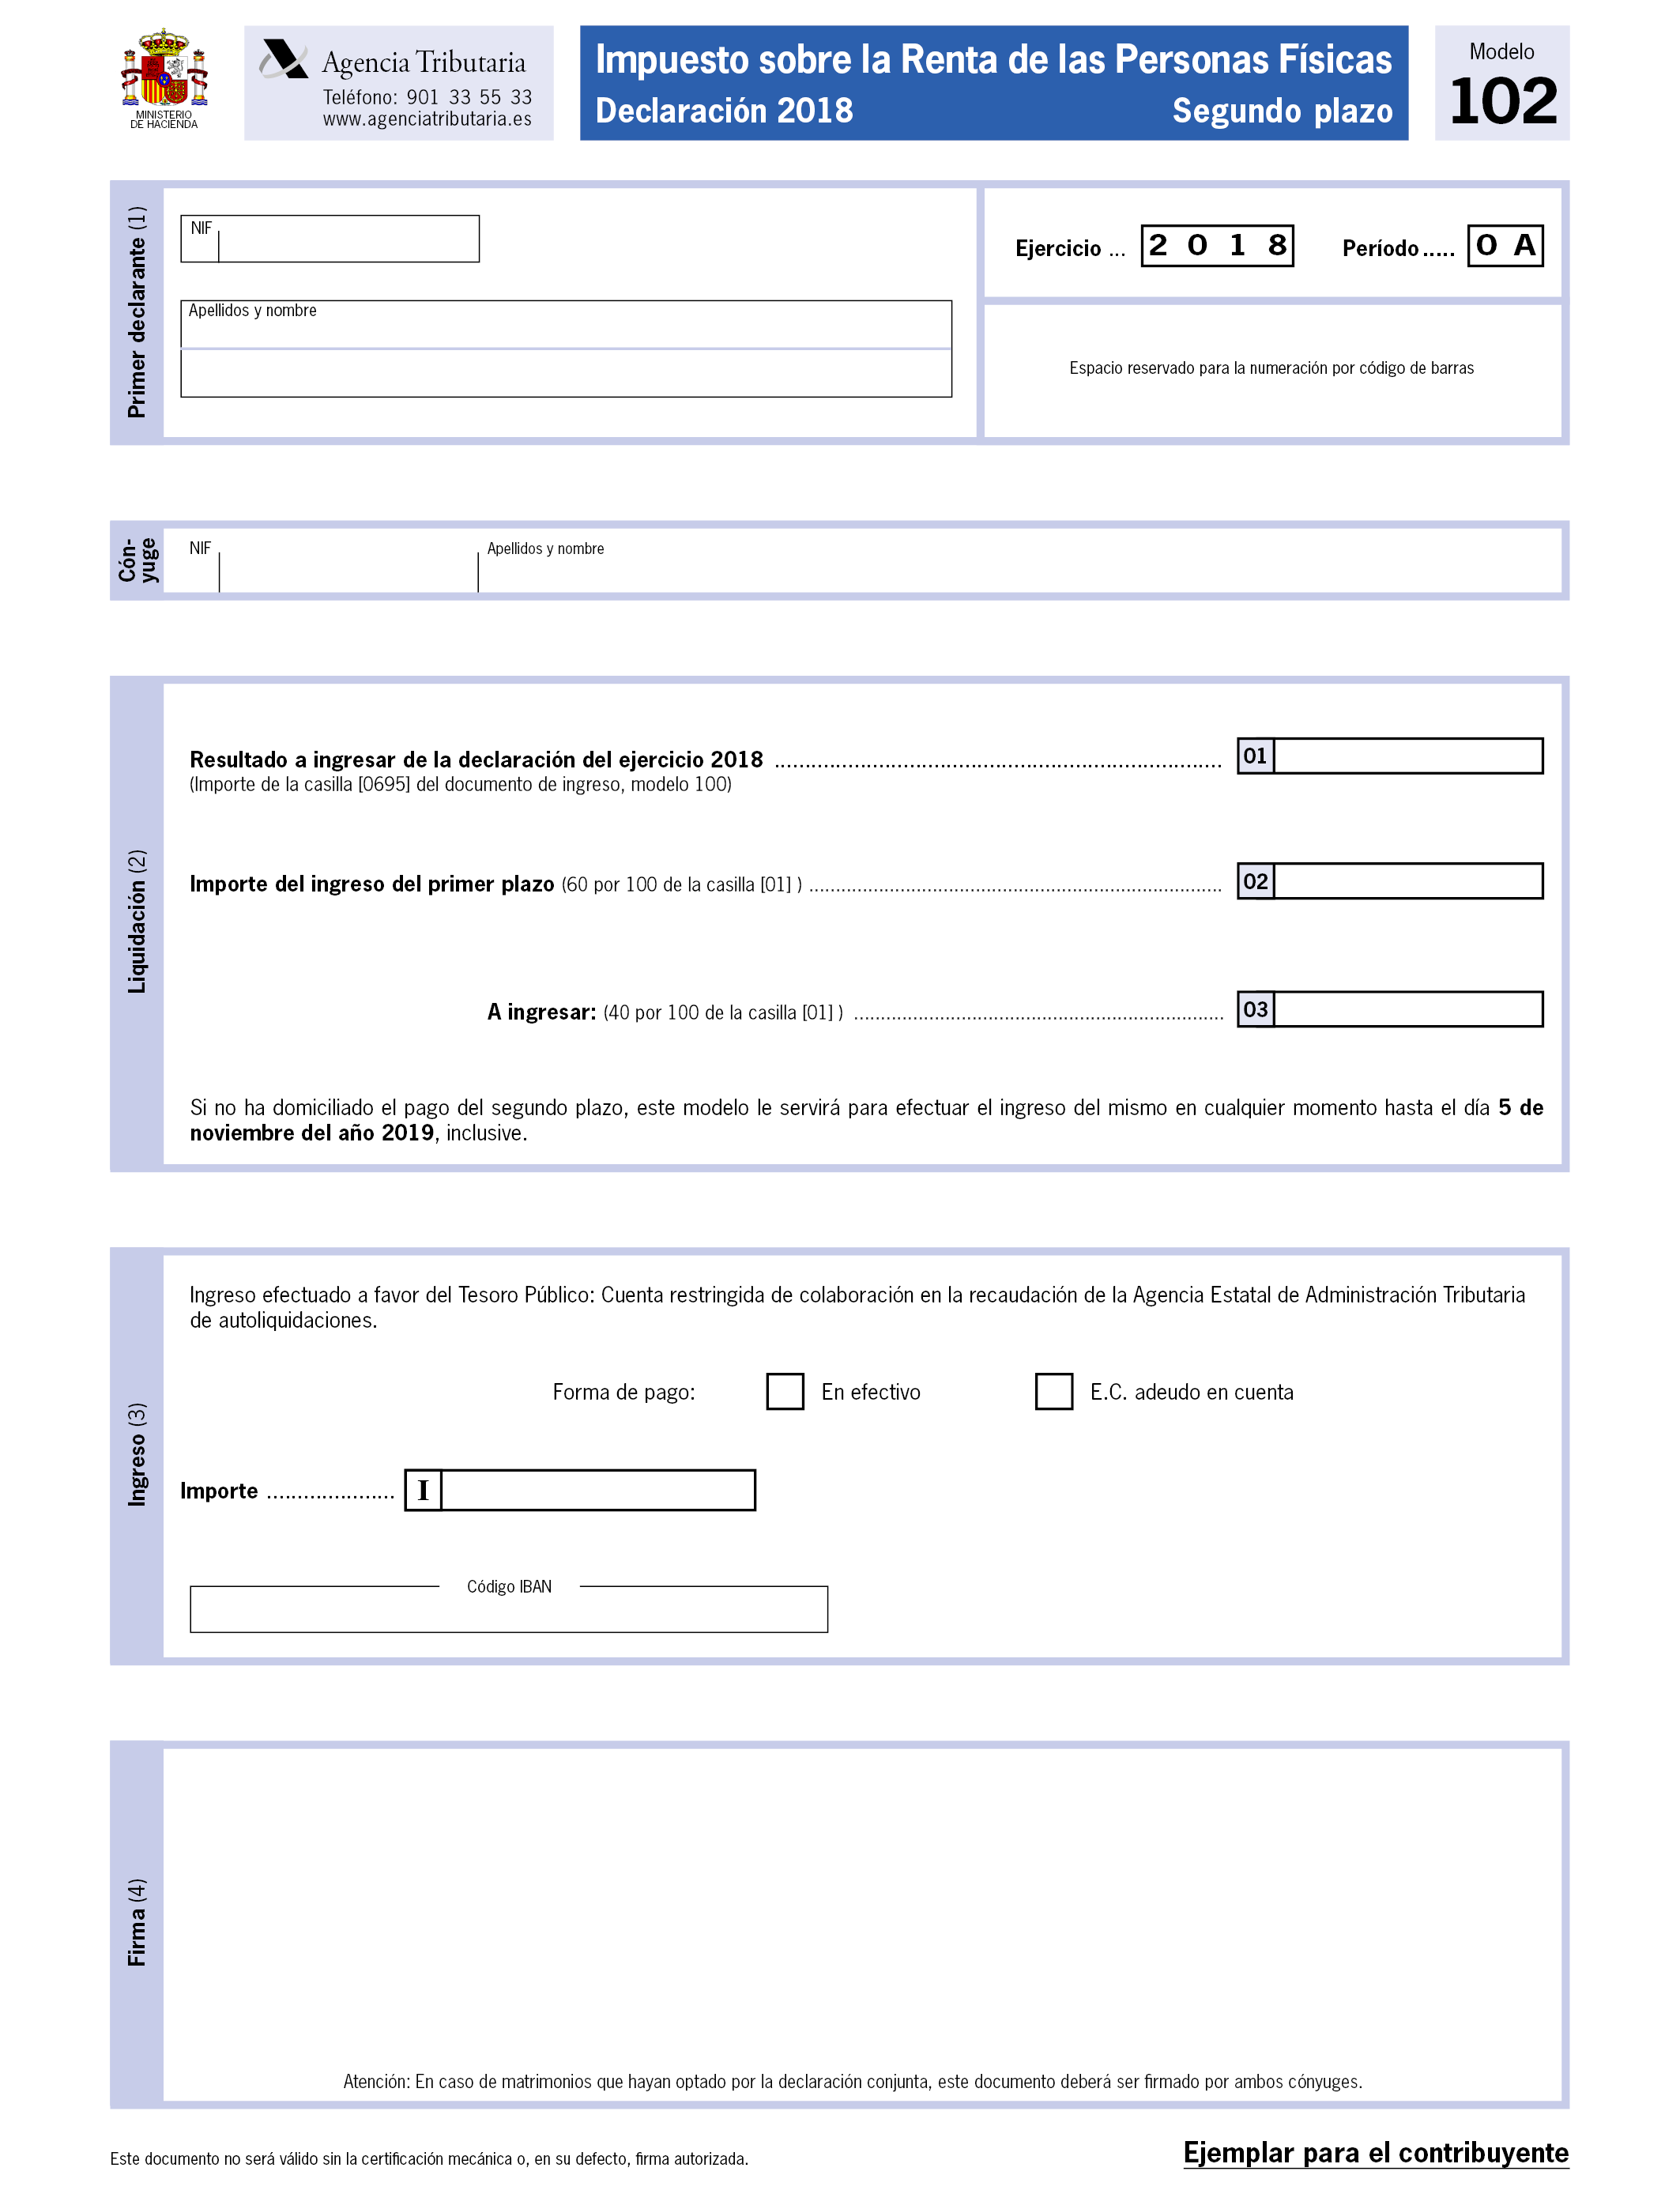 MINISTERIO
DE HACIENDA
Agencia Tributaria
Teléfono: 901 33 55 33
www.agenciatributaria.es
Impuesto sobre la Renta de las Personas Físicas
Declaración 2018 Segundo plazo
Modelo
102
Primer declarante (1)
NIF
Apellidos y nombre
Ejercicio ... 2 0 1 8 Período ..... 0 A
Espacio reservado para la numeración por código de barras
Cón-
yuge
NIF
Apellidos y nombre
Liquidación (2)
Resultado a ingresar de la declaración del ejercicio 2018 01
(Importe de la casilla [0695] del documento de ingreso, modelo 100)
Importe del ingreso del primer plazo (60 por 100 de la casilla [01] ) 02
A ingresar: (40 por 100 de la casilla [01] ) 03
Si no ha domiciliado el pago del segundo plazo, este modelo le servirá para efectuar el ingreso del mismo en cualquier momento hasta el día 5 de
noviembre del año 2019, inclusive.
Ingreso (3)
Ingreso efectuado a favor del Tesoro Público: Cuenta restringida de colaboración en la recaudación de la Agencia Estatal de Administración Tributaria
de autoliquidaciones.
Forma de pago: En efectivo E.C. adeudo en cuenta
Importe ..................... I
Código IBAN
Firma (4)
Atención: En caso de matrimonios que hayan optado por la declaración conjunta, este documento deberá ser firmado por ambos cónyuges.
Este documento no será válido sin la certificación mecánica o, en su defecto, firma autorizada.
Ejemplar para el contribuyente